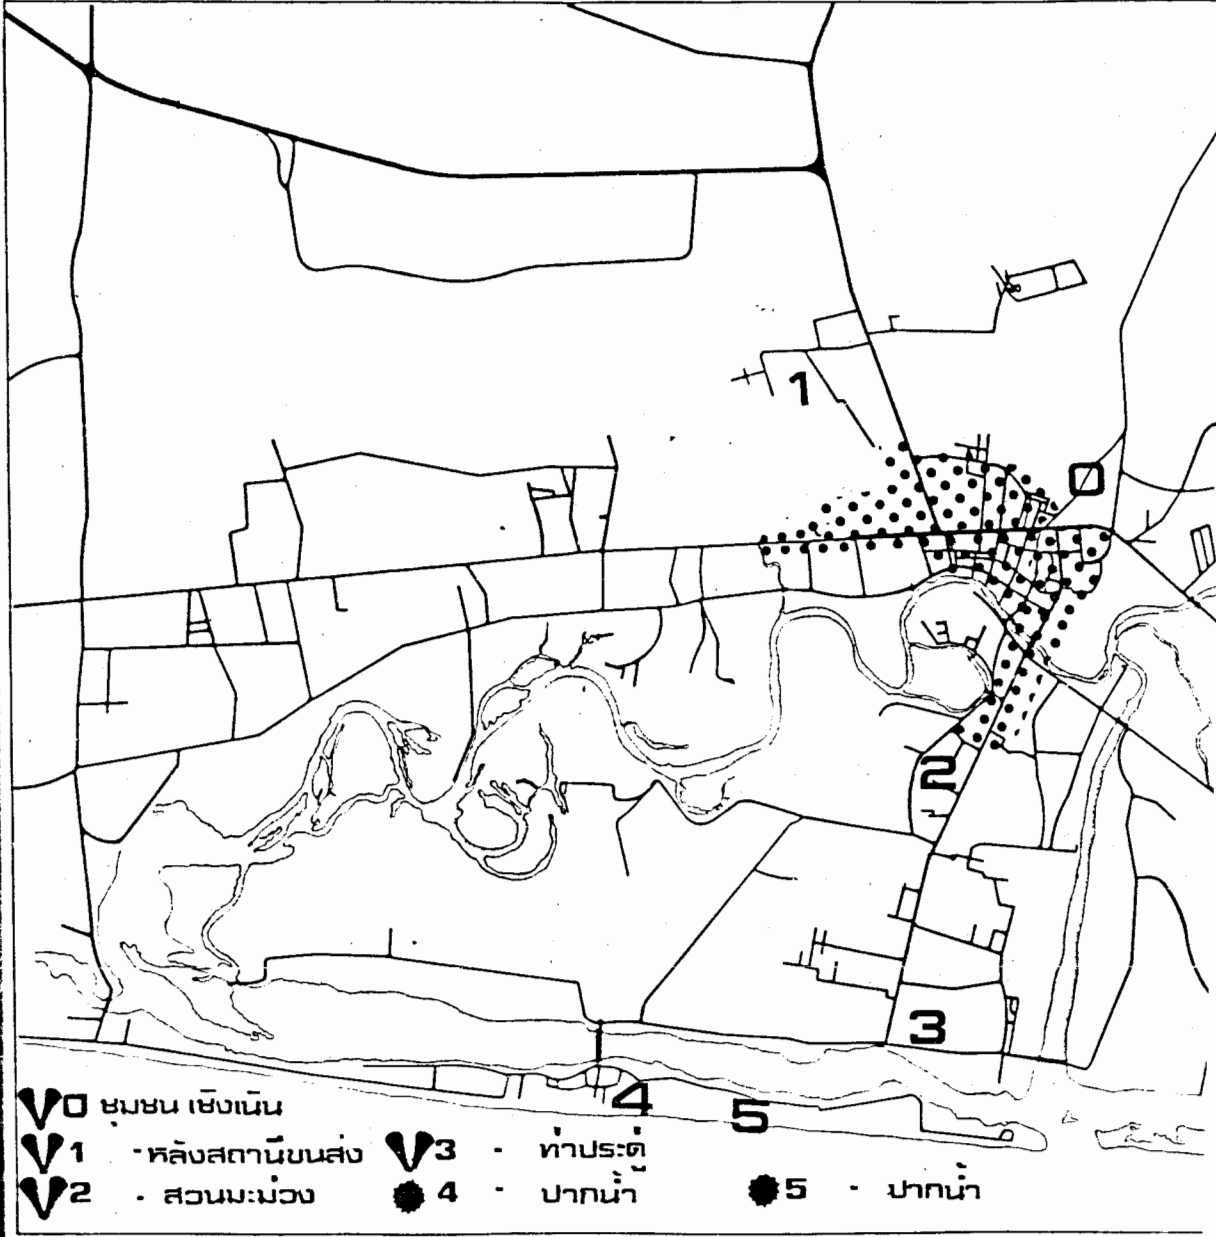 1
2
3
4
5
ชุมชน เชิงเนิน
1 - หลังสถานีขนส่ง 3 - ท่าประดู่
2 - สวนมะม่วง 4 - ปากน้ำ 5 - ปากน้ำ